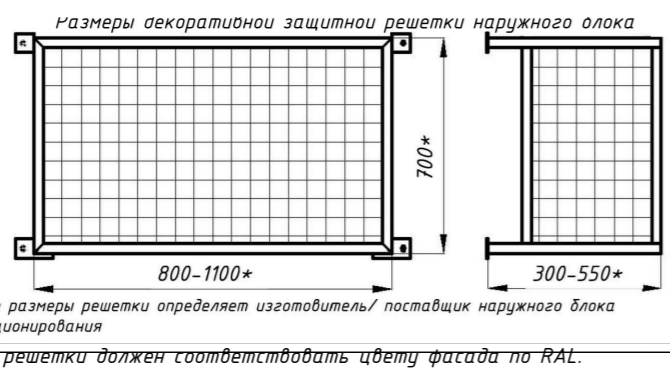 Размеры декоративной защитной решетки наружного блока
700*
800-1100*
300-550*
размеры решетки определяет изготовитель/ поставщик наружного блока
решетки должен соответствовать цвету фасада по RAL.